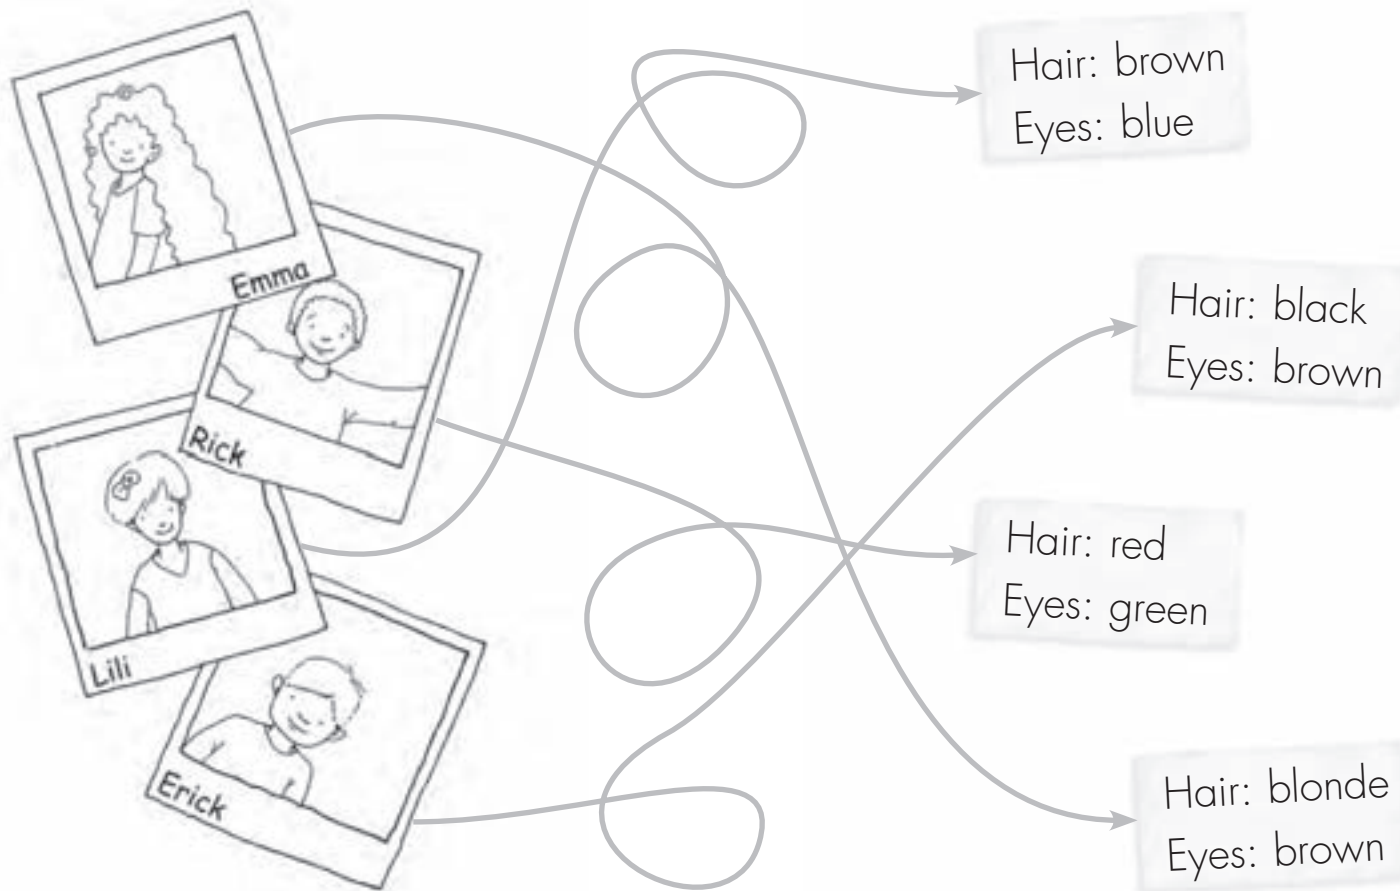 Emma
Rick
Lili
Erick
Hair: brown
Eyes: blue
Hair: black
Eyes: brown
Hair: red
Eyes: green
Hair: blonde
Eyes: brown